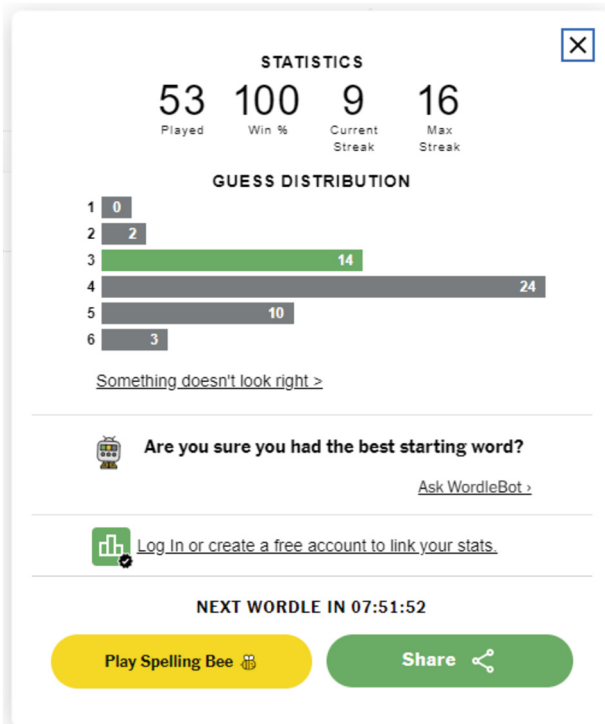 STATISTICS
53 100 9 16
Played Win % Current Streak Max Streak
GUESS DISTRIBUTION
1 0
2 2
3 14
4 24
5 10
6 3
Something doesn't look right >
Are you sure you had the best starting word?
Ask WordleBot ›
Log In or create a free account to link your stats.
NEXT WORDLE IN 07:51:52
Play Spelling Bee
Share